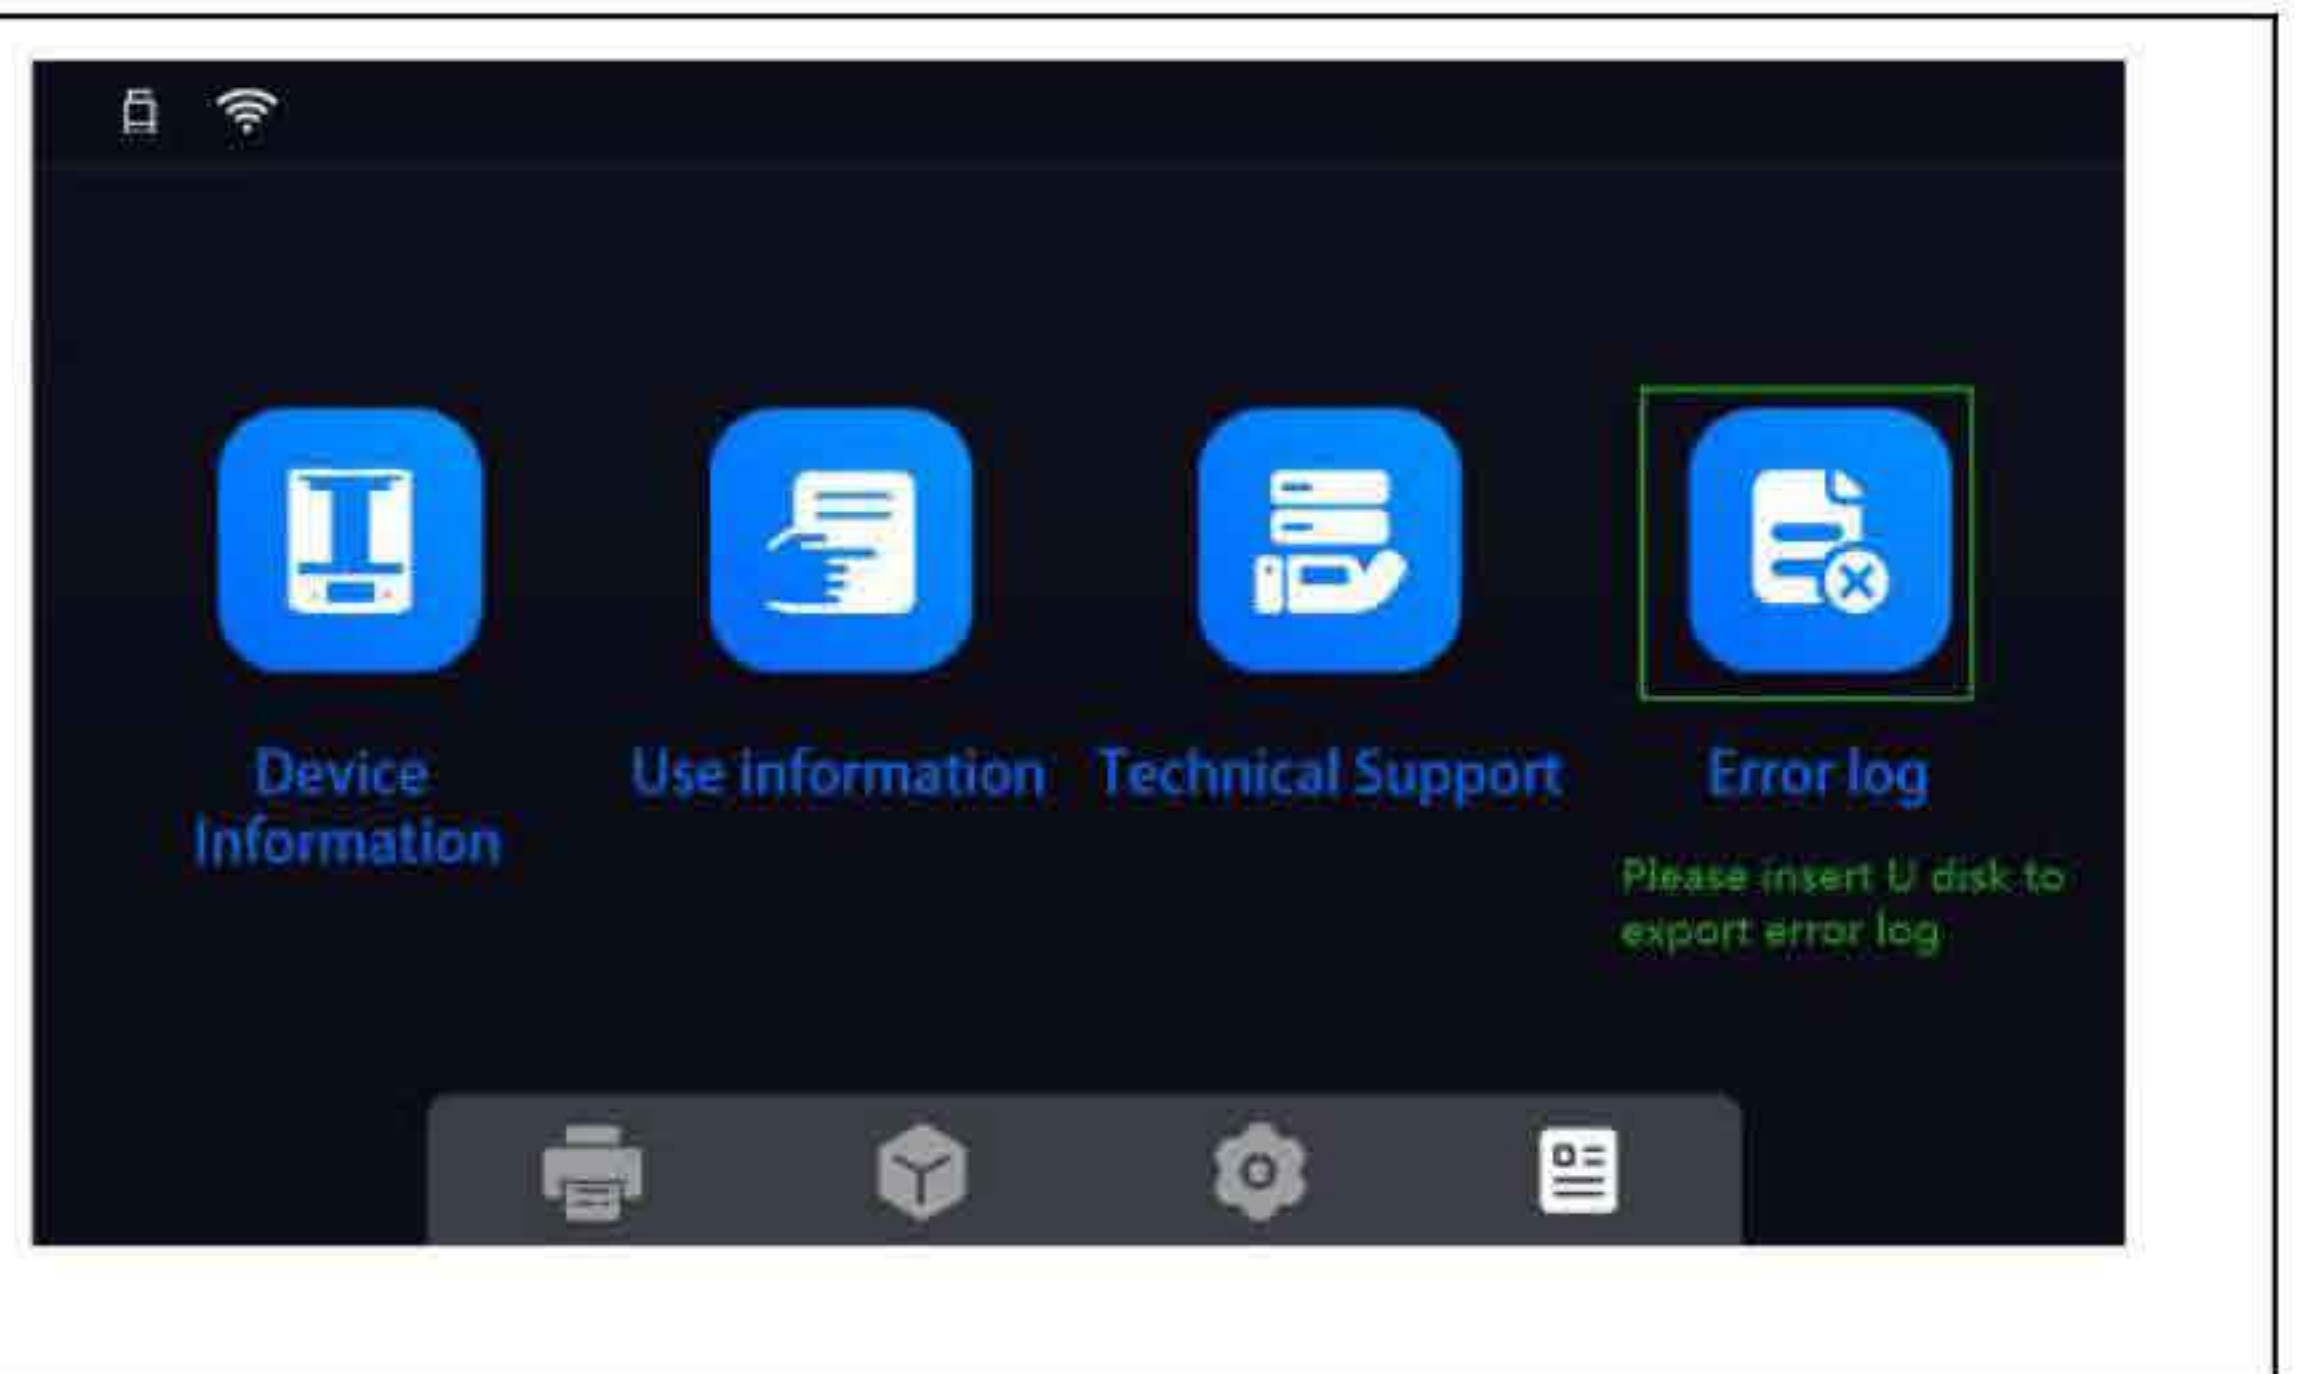 Device
Information
Use information
Technical Support
Error log
Please insert U disk to
export error log